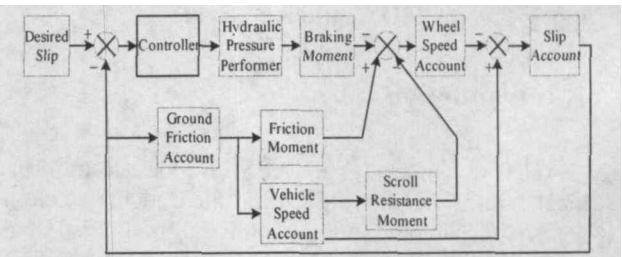 Desired
Slip
+
−
Controller
Hydraulic
Pressure
Performer
Braking
Moment
−
+
−
Wheel
Speed
Account
−
+
Slip
Account
Ground
Friction
Account
Friction
Moment
Vehicle
Speed
Account
Scroll
Resistance
Moment